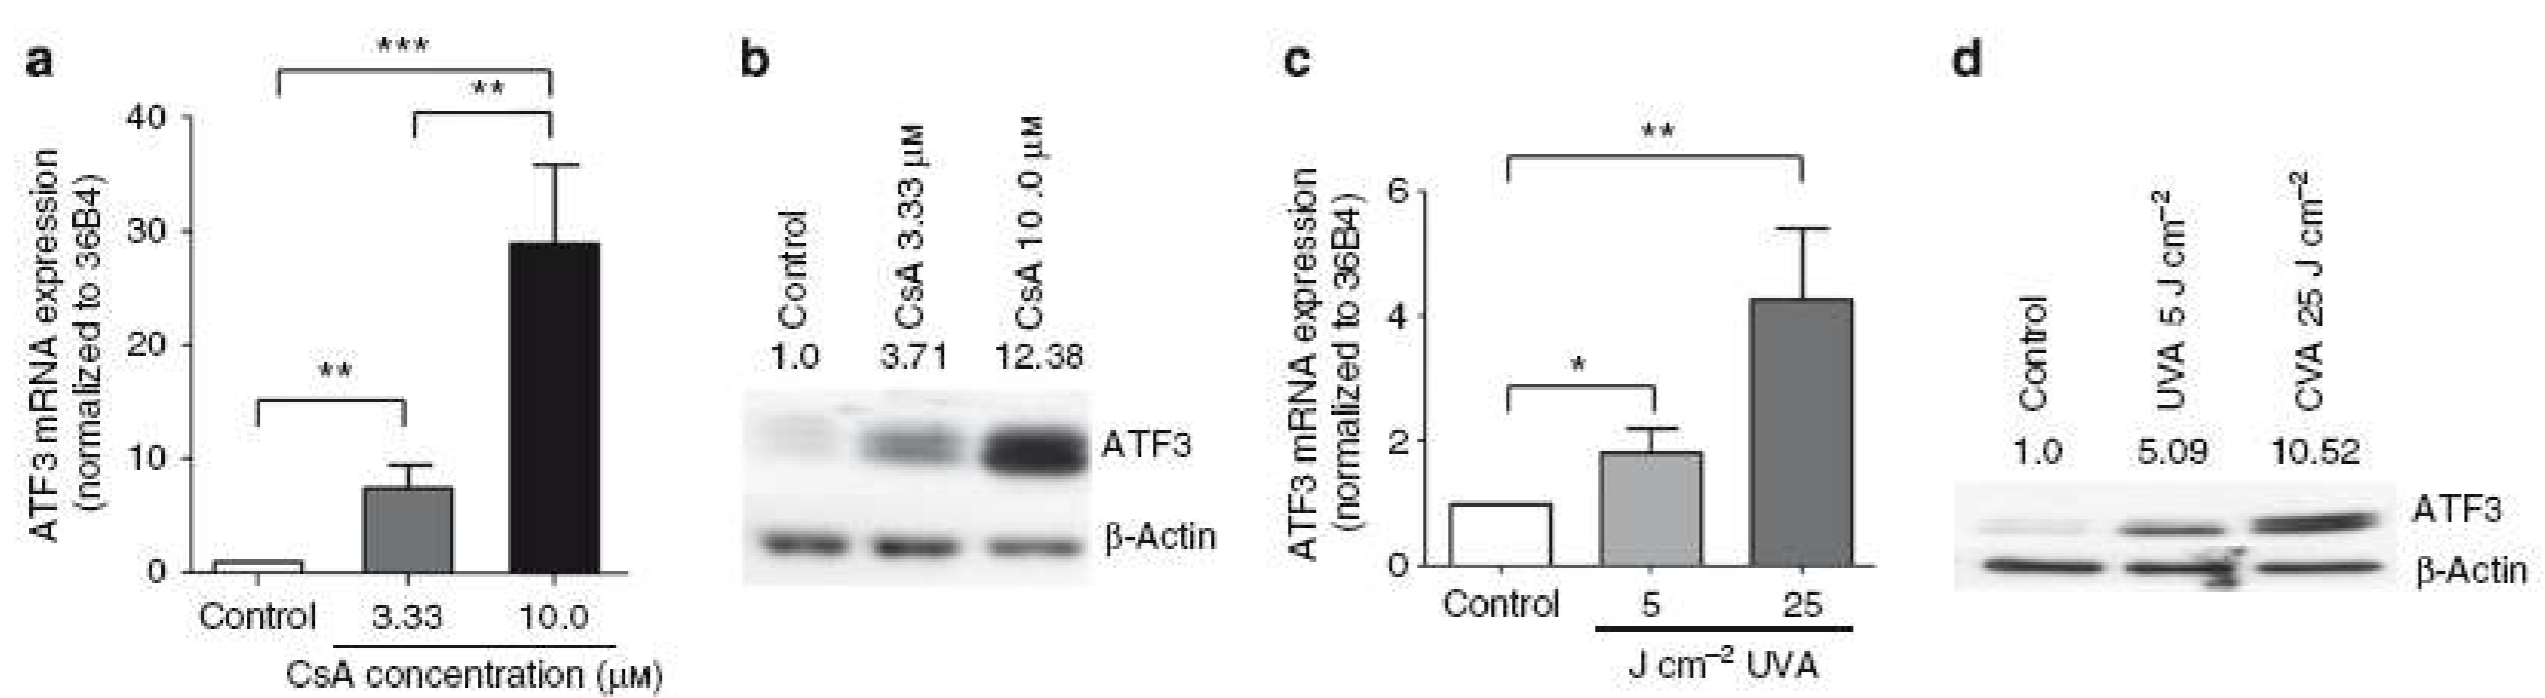 a
***
**
**
ATF3 mRNA expression
(normalized to 36B4)
40
30
20
10
0
Control 3.33 10.0
CsA concentration (µM)
b
Control
CsA 3.33 µM
CsA 10 .0 µM
1.0 3.71 12.38
ATF3
β-Actin
c
**
*
ATF3 mRNA expression
(normalized to 36B4)
6
4
2
0
Control 5 25
J cm–2 UVA
d
Control
UVA 5 J cm–2
CVA 25 J cm–2
1.0 5.09 10.52
ATF3
β-Actin